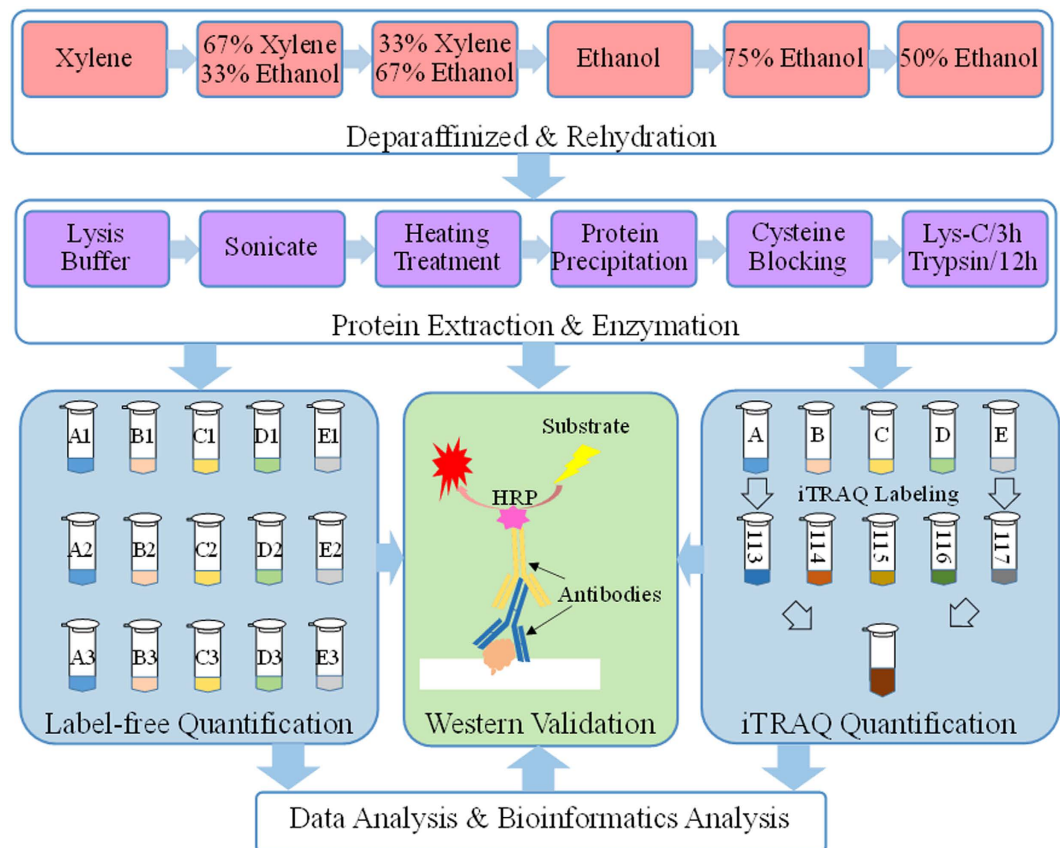 Xylene
67% Xylene
33% Ethanol
33% Xylene
67% Ethanol
Ethanol
75% Ethanol
50% Ethanol
Deparaffinized & Rehydration
Lysis
Buffer
Sonicate
Heating
Treatment
Protein
Precipitation
Cysteine
Blocking
Lys-C/3h
Trypsin/12h
Protein Extraction & Enzymation
A1
B1
C1
D1
E1
A2
B2
C2
D2
E2
A3
B3
C3
D3
E3
Label-free Quantification
Substrate
HRP
Antibodies
Western Validation
A
B
C
D
E
iTRAQ Labeling
113
114
115
116
117
iTRAQ Quantification
Data Analysis & Bioinformatics Analysis